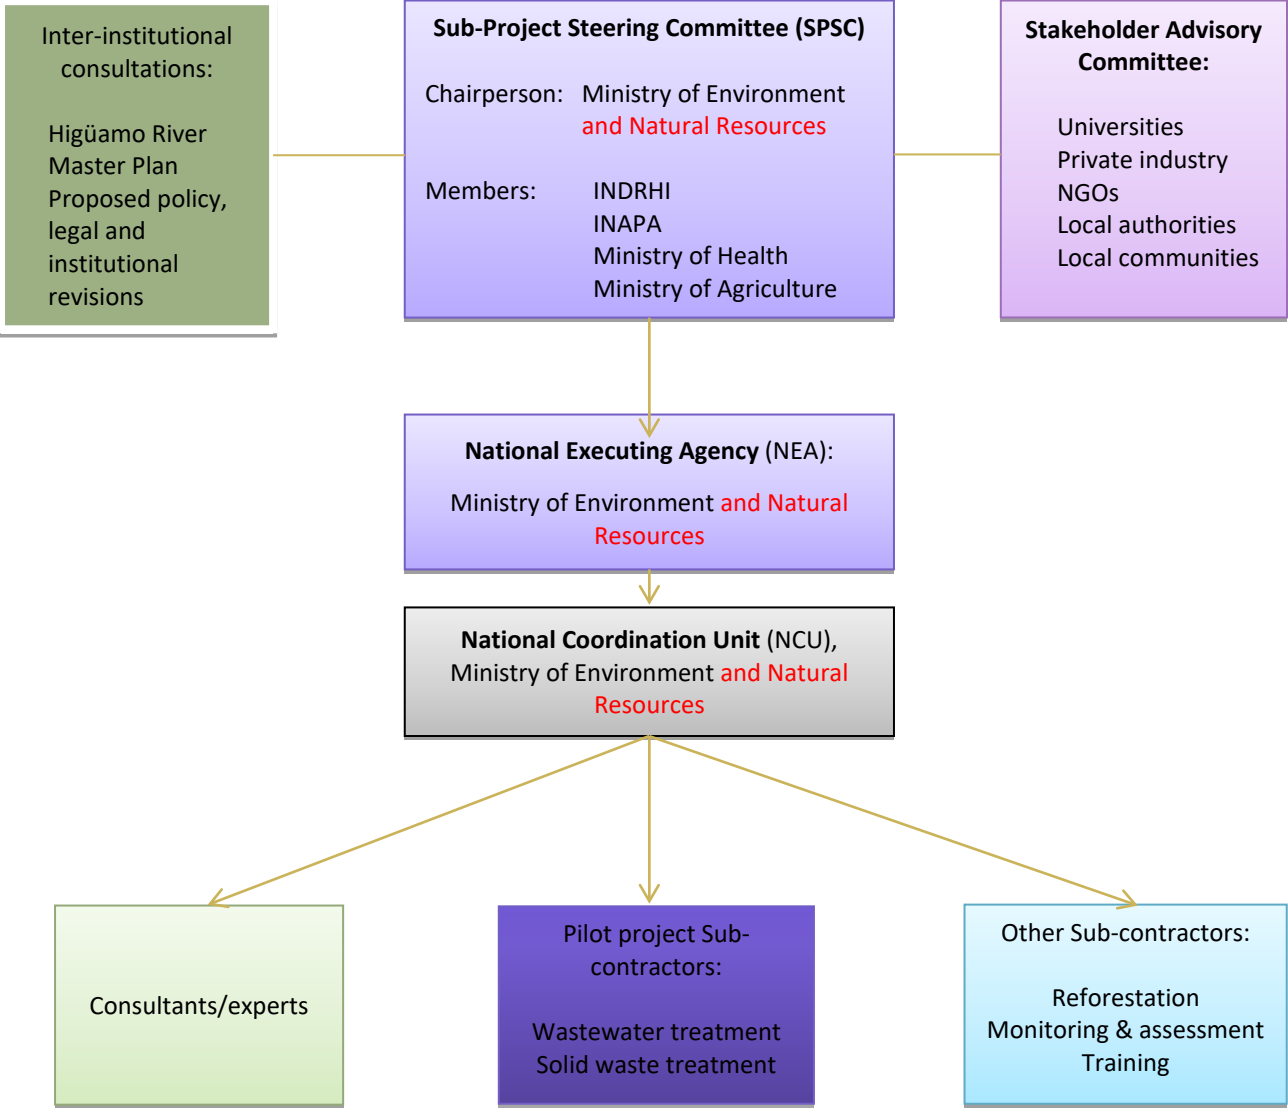 Inter-institutional
consultations:
Higüamo River
Master Plan
Proposed policy,
legal and
institutional
revisions
Sub-Project Steering Committee (SPSC)
Chairperson: Ministry of Environment
and Natural Resources
Members: INDRHI
INAPA
Ministry of Health
Ministry of Agriculture
Stakeholder Advisory
Committee:
Universities
Private industry
NGOs
Local authorities
Local communities
National Executing Agency (NEA):
Ministry of Environment and Natural
Resources
National Coordination Unit (NCU),
Ministry of Environment and Natural
Resources
Consultants/experts
Pilot project Sub-
contractors:
Wastewater treatment
Solid waste treatment
Other Sub-contractors:
Reforestation
Monitoring & assessment
Training